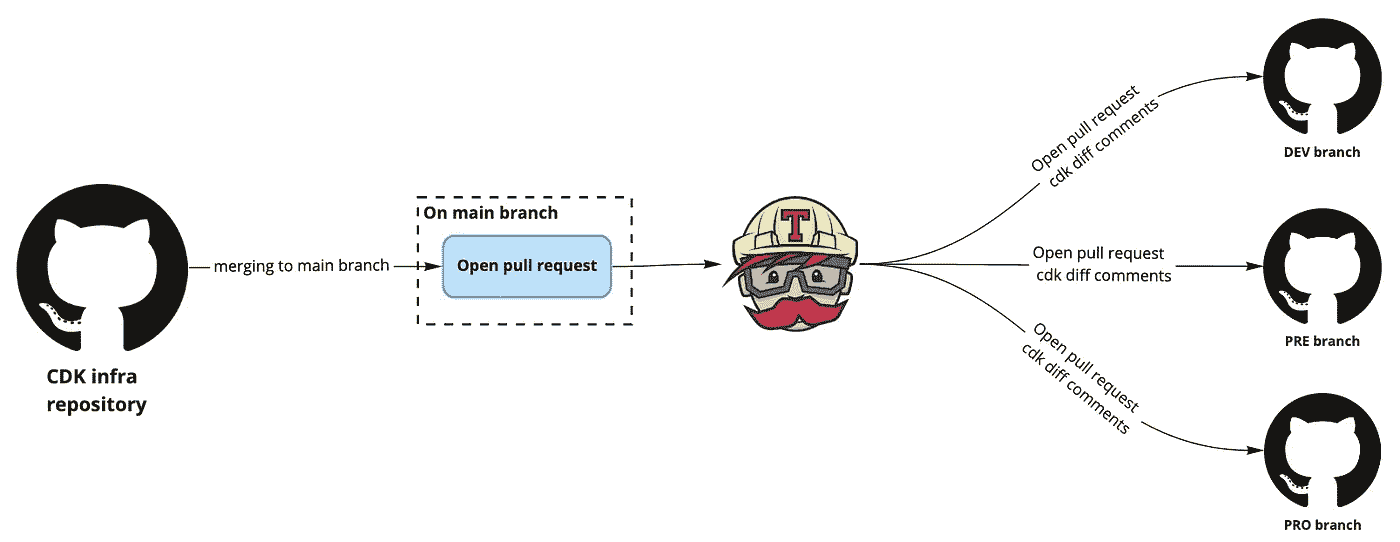 CDK infra
repository
merging to main branch
On main branch
Open pull request
T
Open pull request
cdk diff comments
DEV branch
Open pull request
cdk diff comments
PRE branch
Open pull request
cdk diff comments
PRO branch